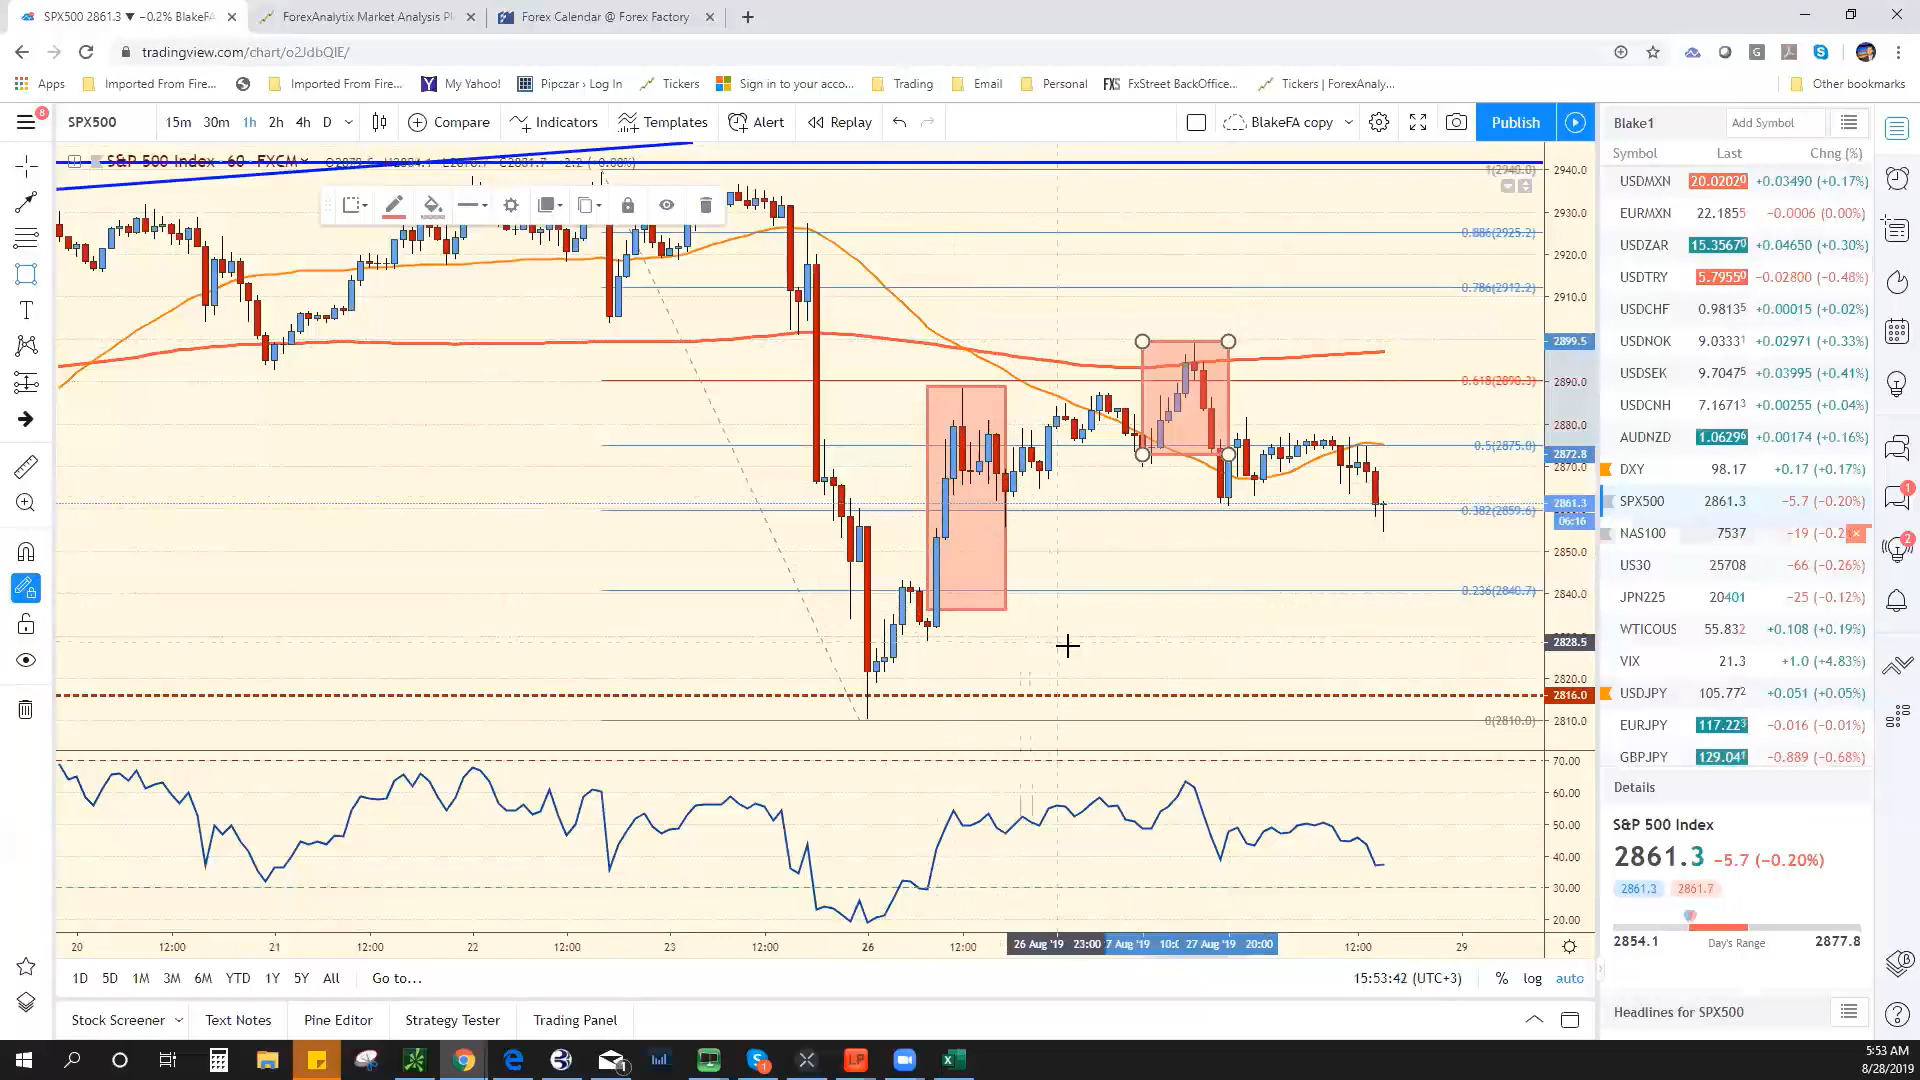 SPX500 2861.3 ▼ −0.2% BlakeFA
ForexAnalytix Market Analysis Pl
Forex Calendar @ Forex Factory
tradingview.com/chart/o2JdbQIE/
Apps
Imported From Fire...
Imported From Fire...
My Yahoo!
Pipczar › Log In
Tickers
Sign in to your acco...
Trading
Email
Personal
FXS FxStreet BackOffice...
Tickers | ForexAnaly...
Other bookmarks
8
SPX500
15m 30m 1h 2h 4h D
Compare
Indicators
Templates
Alert
Replay
BlakeFA copy
Publish
Blake1
Add Symbol
S&P 500 Index · 60 · FXCM
Symbol Last Chng (%)
USDMXN 20.02020 +0.03490 (+0.17%)
EURMXN 22.1855 −0.0006 (0.00%)
USDZAR 15.35670 +0.04650 (+0.30%)
USDTRY 5.79550 −0.02800 (−0.48%)
USDCHF 0.98135 +0.00015 (+0.02%)
USDNOK 9.03331 +0.02971 (+0.33%)
USDSEK 9.70475 +0.03995 (+0.41%)
USDCNH 7.16713 +0.00255 (+0.04%)
AUDNZD 1.06296 +0.00174 (+0.16%)
DXY 98.17 +0.17 (+0.17%)
SPX500 2861.3 −5.7 (−0.20%)
NAS100 7537 −19 (−0.2
US30 25708 −66 (−0.26%)
JPN225 20401 −25 (−0.12%)
WTICOUS 55.832 +0.108 (+0.19%)
VIX 21.3 +1.0 (+4.83%)
USDJPY 105.772 +0.051 (+0.05%)
EURJPY 117.223 −0.016 (−0.01%)
GBPJPY 129.041 −0.889 (−0.68%)
1
2
1(2940.0)
0.886(2925.2)
0.786(2912.2)
0.618(2890.3)
0.5(2875.0)
0.382(2859.6)
0.236(2840.7)
0(2810.0)
2940.0
2930.0
2920.0
2910.0
2899.5
2890.0
2880.0
2872.8
2870.0
2861.3
06:16
2850.0
2840.0
2828.5
2820.0
2816.0
2810.0
70.00
60.00
50.00
40.00
30.00
20.00
20 12:00 21 12:00 22 12:00 23 12:00 26 12:00 26 Aug '19 23:00 7 Aug '19 27 Aug '19 20:00 12:00 29
Details
S&P 500 Index
2861.3 −5.7 (−0.20%)
2861.3 2861.7
2854.1 Day's Range 2877.8
Headlines for SPX500
1D 5D 1M 3M 6M YTD 1Y 5Y All Go to...
15:53:42 (UTC+3) % log auto
Stock Screener Text Notes Pine Editor Strategy Tester Trading Panel
5:53 AM
8/28/2019